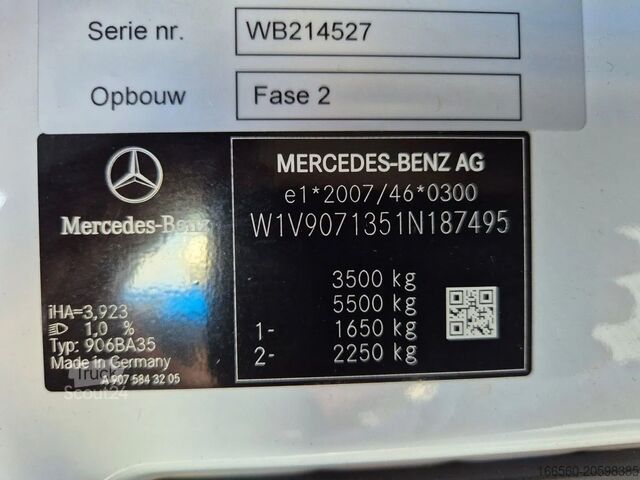 Serie nr. WB214527
Opbouw Fase 2
MERCEDES-BENZ AG
e1*2007/46*0300
W1V9071351N187495
Mercedes-Benz
3500 kg
5500 kg
1- 1650 kg
2- 2250 kg
iHA=3,923
1.0 %
Typ: 906BA35
Made in Germany
A 907 584 32 05
Truck
Scout24
166560-20598385